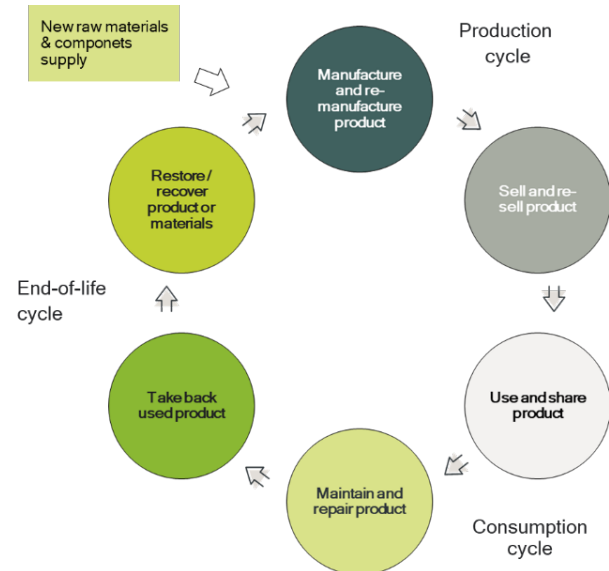 New raw materials
& componets
supply
Production
cycle
Manufacture
and re-
manufacture
product
Sell and re-
sell product
Use and share
product
Consumption
cycle
Maintain and
repair product
Take back
used product
End-of-life
cycle
Restore/
recover
product or
materials